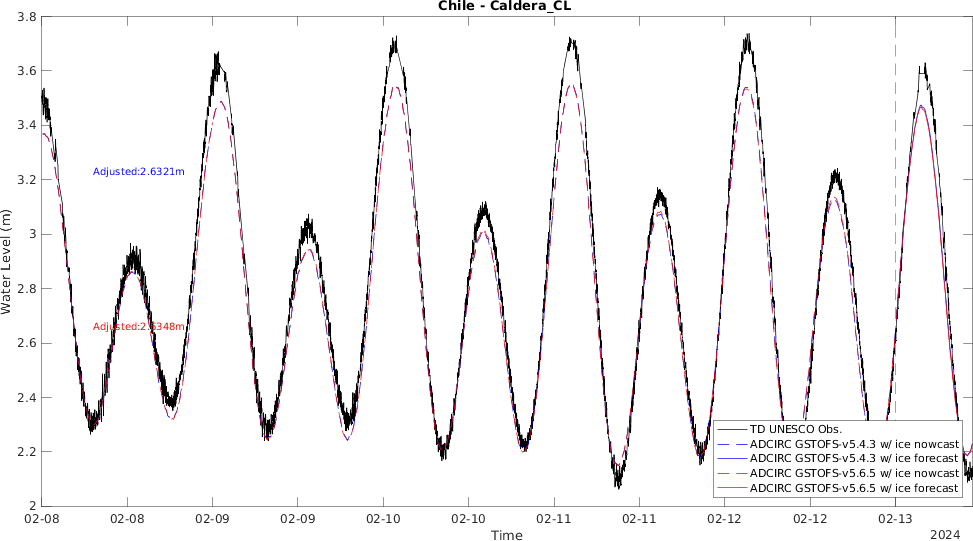 Chile - Caldera_CL
3.8
3.6
3.4
3.2
3
2.8
2.6
2.4
2.2
2
Water Level (m)
Adjusted:2.6321m
Adjusted:2.6348m
TD UNESCO Obs.
ADCIRC GSTOFS-v5.4.3 w/ ice nowcast
ADCIRC GSTOFS-v5.4.3 w/ ice forecast
ADCIRC GSTOFS-v5.6.5 w/ ice nowcast
ADCIRC GSTOFS-v5.6.5 w/ ice forecast
02-08 02-08 02-09 02-09 02-10 02-10 02-11 02-11 02-12 02-12 02-13
Time
2024